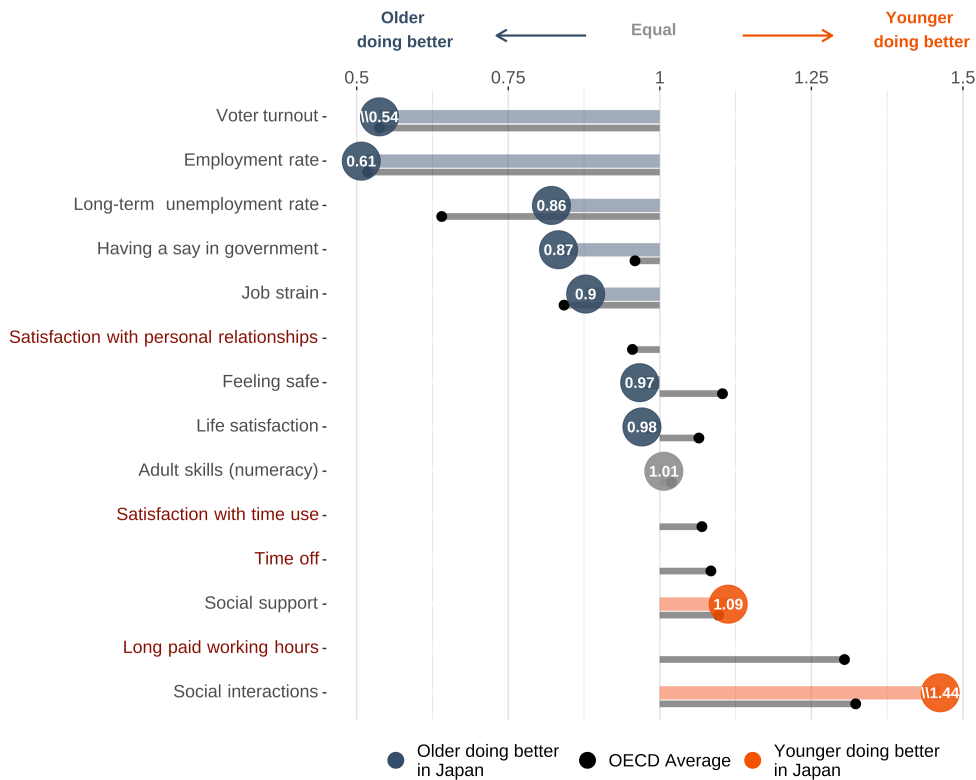 Older
doing better
Equal
Younger
doing better
0.5 0.75 1 1.25 1.5
Voter turnout \\0.54
Employment rate 0.61
Long-term unemployment rate 0.86
Having a say in government 0.87
Job strain 0.9
Satisfaction with personal relationships
Feeling safe 0.97
Life satisfaction 0.98
Adult skills (numeracy) 1.01
Satisfaction with time use
Time off
Social support 1.09
Long paid working hours
Social interactions \\1.44
Older doing better
in Japan
OECD Average
Younger doing better
in Japan